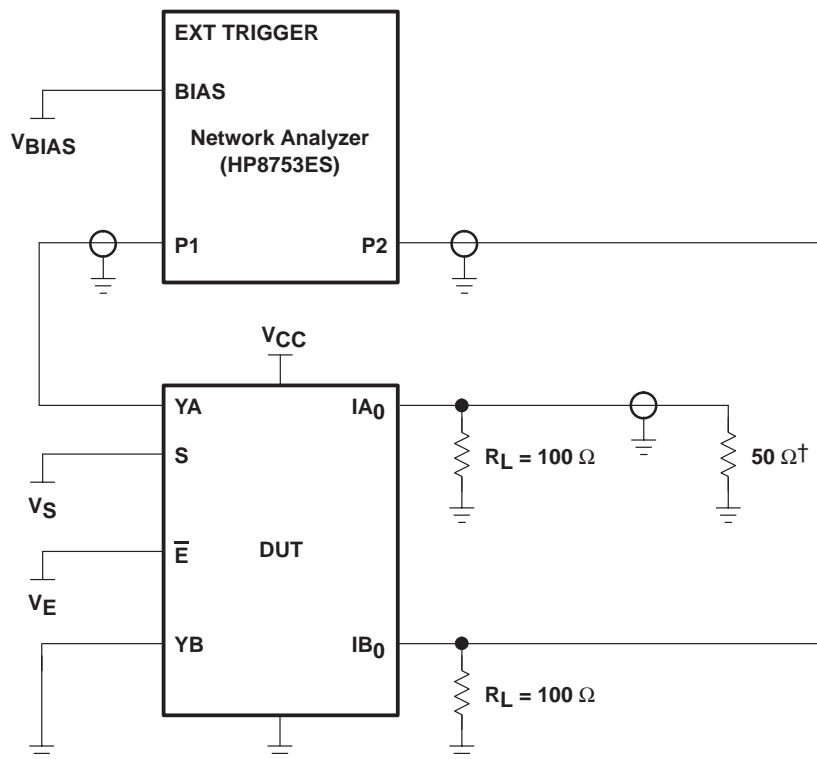 EXT TRIGGER
BIAS
VBIAS
Network Analyzer
(HP8753ES)
P1
P2
VCC
YA
IA0
S
RL = 100 Ω
50 Ω†
VS
E̅
DUT
VE
YB
IB0
RL = 100 Ω